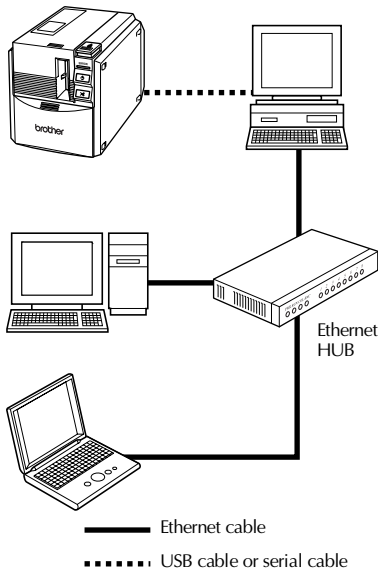 brother
Ethernet
HUB
Ethernet cable
USB cable or serial cable